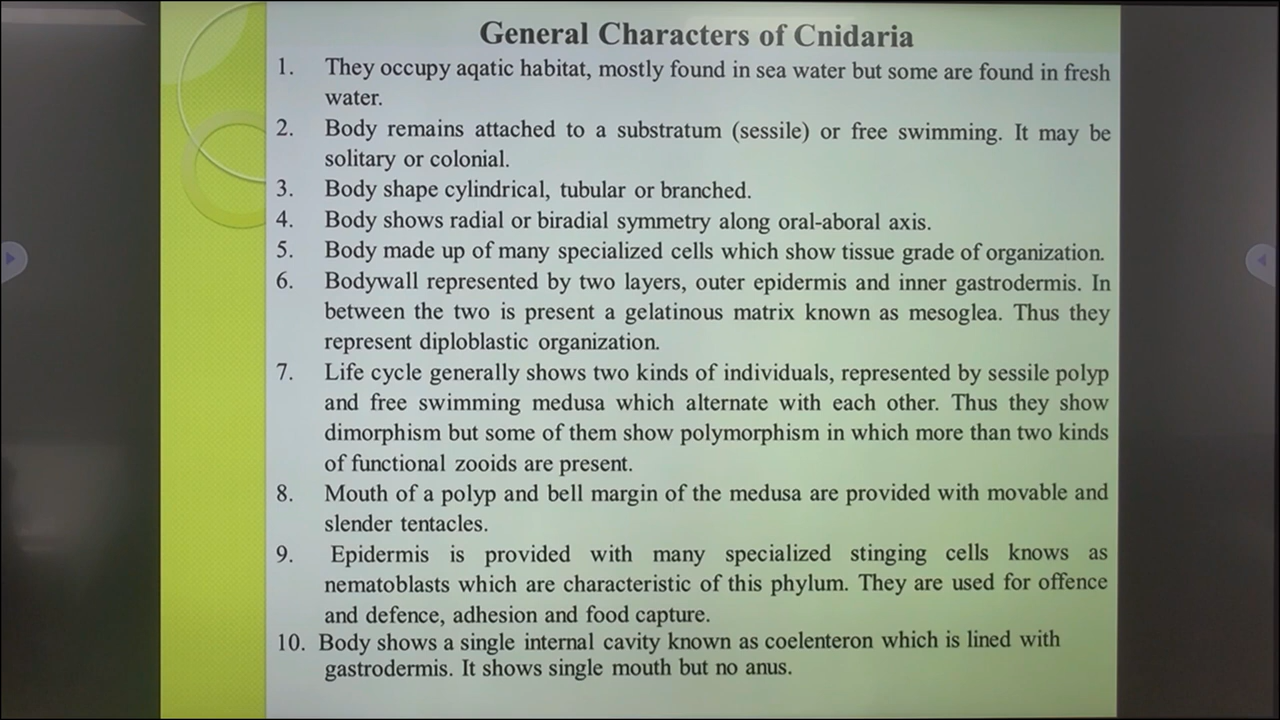 General Characters of Cnidaria
1. They occupy aqatic habitat, mostly found in sea water but some are found in fresh
water.
2. Body remains attached to a substratum (sessile) or free swimming. It may be
solitary or colonial.
3. Body shape cylindrical, tubular or branched.
4. Body shows radial or biradial symmetry along oral-aboral axis.
5. Body made up of many specialized cells which show tissue grade of organization.
6. Bodywall represented by two layers, outer epidermis and inner gastrodermis. In
between the two is present a gelatinous matrix known as mesoglea. Thus they
represent diploblastic organization.
7. Life cycle generally shows two kinds of individuals, represented by sessile polyp
and free swimming medusa which alternate with each other. Thus they show
dimorphism but some of them show polymorphism in which more than two kinds
of functional zooids are present.
8. Mouth of a polyp and bell margin of the medusa are provided with movable and
slender tentacles.
9. Epidermis is provided with many specialized stinging cells knows as
nematoblasts which are characteristic of this phylum. They are used for offence
and defence, adhesion and food capture.
10. Body shows a single internal cavity known as coelenteron which is lined with
gastrodermis. It shows single mouth but no anus.